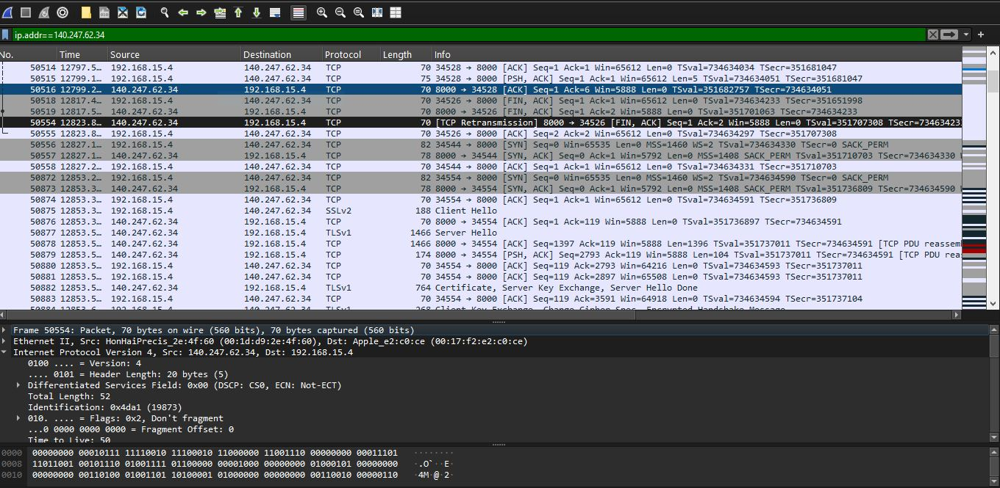 ip.addr==140.247.62.34
No. Time Source Destination Protocol Length Info
50514 12797.5… 192.168.15.4 140.247.62.34 TCP 70 34528 → 8000 [ACK] Seq=1 Ack=1 Win=65612 Len=0 TSval=734634034 TSecr=351681047
50515 12799.1… 192.168.15.4 140.247.62.34 TCP 75 34528 → 8000 [PSH, ACK] Seq=1 Ack=1 Win=65612 Len=5 TSval=734634051 TSecr=351681047
50516 12799.2… 140.247.62.34 192.168.15.4 TCP 70 8000 → 34528 [ACK] Seq=1 Ack=6 Win=5888 Len=0 TSval=351682757 TSecr=734634051
50518 12817.4… 192.168.15.4 140.247.62.34 TCP 70 34526 → 8000 [FIN, ACK] Seq=1 Ack=1 Win=65612 Len=0 TSval=734634233 TSecr=351651998
50519 12817.5… 140.247.62.34 192.168.15.4 TCP 70 8000 → 34526 [FIN, ACK] Seq=1 Ack=2 Win=5888 Len=0 TSval=351701063 TSecr=734634233
50554 12823.8… 140.247.62.34 192.168.15.4 TCP 70 [TCP Retransmission] 8000 → 34526 [FIN, ACK] Seq=1 Ack=2 Win=5888 Len=0 TSval=351707308 TSecr=73463423
50555 12823.8… 192.168.15.4 140.247.62.34 TCP 70 34526 → 8000 [ACK] Seq=2 Ack=2 Win=65612 Len=0 TSval=734634297 TSecr=351707308
50556 12827.1… 192.168.15.4 140.247.62.34 TCP 82 34544 → 8000 [SYN] Seq=0 Win=65535 Len=0 MSS=1460 WS=2 TSval=734634330 TSecr=0 SACK_PERM
50557 12827.1… 140.247.62.34 192.168.15.4 TCP 78 8000 → 34544 [SYN, ACK] Seq=0 Ack=1 Win=5792 Len=0 MSS=1408 SACK_PERM TSval=351710703 TSecr=734634330
50558 12827.2… 192.168.15.4 140.247.62.34 TCP 70 34544 → 8000 [ACK] Seq=1 Ack=1 Win=65612 Len=0 TSval=734634331 TSecr=351710703
50872 12853.2… 192.168.15.4 140.247.62.34 TCP 82 34554 → 8000 [SYN] Seq=0 Win=65535 Len=0 MSS=1460 WS=2 TSval=734634590 TSecr=0 SACK_PERM
50873 12853.3… 140.247.62.34 192.168.15.4 TCP 78 8000 → 34554 [SYN, ACK] Seq=0 Ack=1 Win=5792 Len=0 MSS=1408 SACK_PERM TSval=351736809 TSecr=734634590
50874 12853.3… 192.168.15.4 140.247.62.34 TCP 70 34554 → 8000 [ACK] Seq=1 Ack=1 Win=65612 Len=0 TSval=734634591 TSecr=351736809
50875 12853.3… 192.168.15.4 140.247.62.34 SSLv2 188 Client Hello
50876 12853.3… 140.247.62.34 192.168.15.4 TCP 70 8000 → 34554 [ACK] Seq=1 Ack=119 Win=5888 Len=0 TSval=351736897 TSecr=734634591
50877 12853.5… 140.247.62.34 192.168.15.4 TLSv1 1466 Server Hello
50878 12853.5… 140.247.62.34 192.168.15.4 TCP 1466 8000 → 34554 [ACK] Seq=1397 Ack=119 Win=5888 Len=1396 TSval=351737011 TSecr=734634591 [TCP PDU reassem
50879 12853.5… 140.247.62.34 192.168.15.4 TCP 174 8000 → 34554 [PSH, ACK] Seq=2793 Ack=119 Win=5888 Len=104 TSval=351737011 TSecr=734634591 [TCP PDU reas
50880 12853.5… 192.168.15.4 140.247.62.34 TCP 70 34554 → 8000 [ACK] Seq=119 Ack=2793 Win=64216 Len=0 TSval=734634593 TSecr=351737011
50881 12853.5… 192.168.15.4 140.247.62.34 TCP 70 34554 → 8000 [ACK] Seq=119 Ack=2897 Win=65508 Len=0 TSval=734634593 TSecr=351737011
50882 12853.5… 140.247.62.34 192.168.15.4 TLSv1 764 Certificate, Server Key Exchange, Server Hello Done
50883 12853.5… 192.168.15.4 140.247.62.34 TCP 70 34554 → 8000 [ACK] Seq=119 Ack=3591 Win=64918 Len=0 TSval=734634594 TSecr=351737104
50884 12853.6… 192.168.15.4 140.247.62.34 TLSv1 268 Client Key Exchange, Change Cipher Spec, Encrypted Handshake Message
Frame 50554: Packet, 70 bytes on wire (560 bits), 70 bytes captured (560 bits)
Ethernet II, Src: HonHaiPrecis_2e:4f:60 (00:1d:d9:2e:4f:60), Dst: Apple_e2:c0:ce (00:17:f2:e2:c0:ce)
Internet Protocol Version 4, Src: 140.247.62.34, Dst: 192.168.15.4
0100 .... = Version: 4
.... 0101 = Header Length: 20 bytes (5)
Differentiated Services Field: 0x00 (DSCP: CS0, ECN: Not-ECT)
Total Length: 52
Identification: 0x4da1 (19873)
010. .... = Flags: 0x2, Don't fragment
...0 0000 0000 0000 = Fragment Offset: 0
Time to Live: 50
0000 00000000 00010111 11110010 11100010 11000000 11001110 00000000 00011101 ········
0008 11011001 00101110 01001111 01100000 00001000 00000000 01000101 00000000 ·.O`··E·
0010 00000000 00110100 01001101 10100001 01000000 00000000 00110010 00000110 ·4M·@·2·